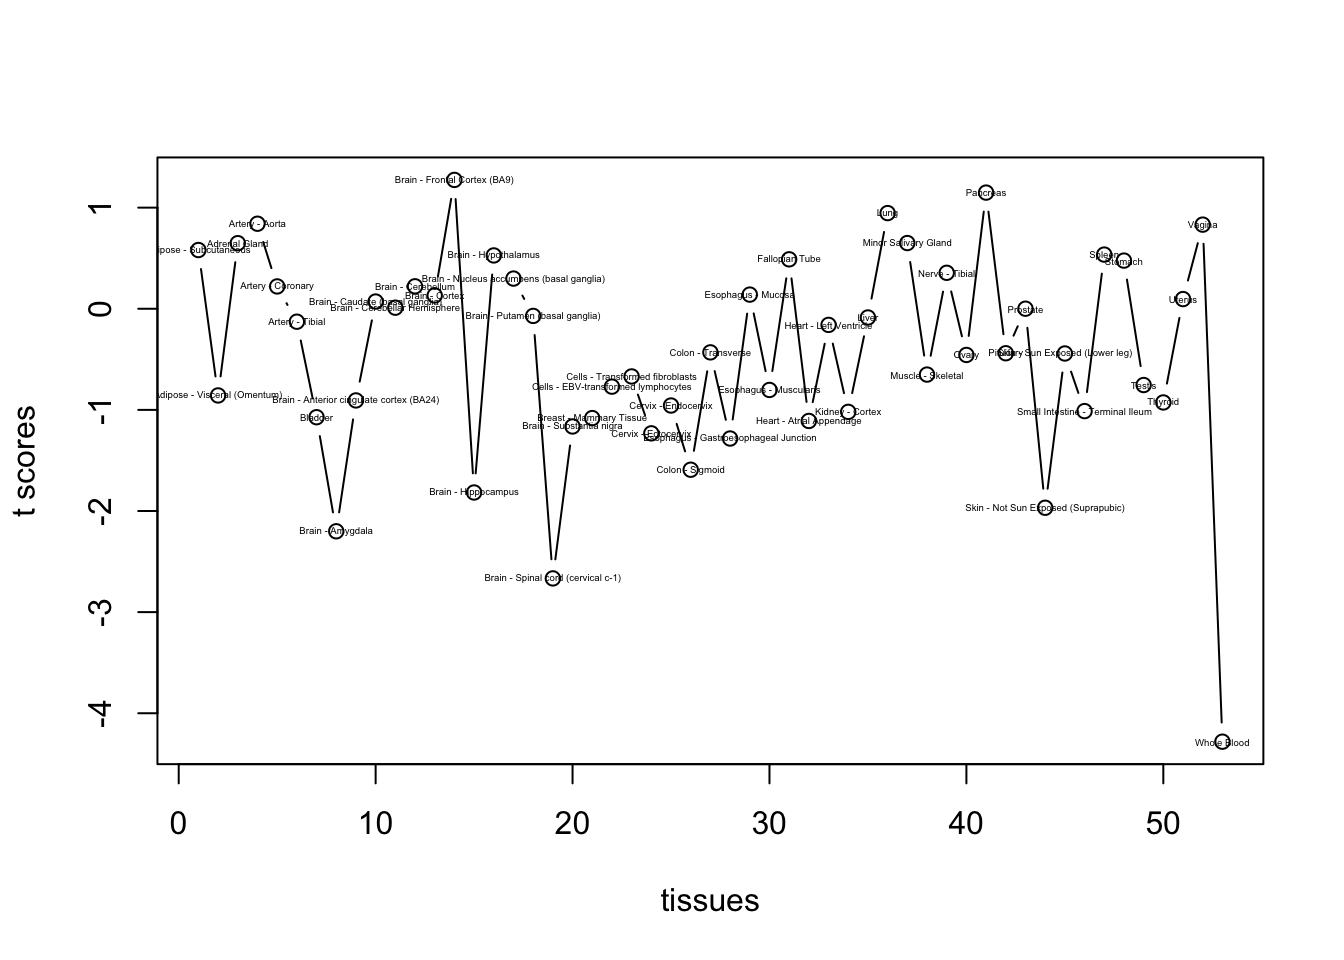 1
0
-1
-2
-3
-4
t scores
Brain - Frontal Cortex (BA9)
Pancreas
Lung
Artery - Aorta
Vagina
Adrenal Gland
Minor Salivary Gland
ipose - Subcutaneous
Brain - Hypothalamus
Spleen
Fallopian Tube
Stomach
Nerve - Tibial
Brain - Nucleus accumbens (basal ganglia)
Artery - Coronary
Brain - Cerebellum
Esophagus - Mucosa
Brain - Cortex
Uterus
Brain - Caudate (basal ganglia)
Brain - Cerebellar Hemisphere
Prostate
Brain - Putamen (basal ganglia)
Liver
Artery - Tibial
Heart - Left Ventricle
Colon - Transverse
Pituitary
Skin - Sun Exposed (Lower leg)
Ovary
Muscle - Skeletal
Cells - Transformed fibroblasts
Cells - EBV-transformed lymphocytes
Testis
Esophagus - Muscularis
dipose - Visceral (Omentum)
Brain - Anterior cingulate cortex (BA24)
Thyroid
Cervix - Endocervix
Small Intestine - Terminal Ileum
Kidney - Cortex
Bladder
Breast - Mammary Tissue
Heart - Atrial Appendage
Brain - Substantia nigra
Cervix - Ectocervix
Esophagus - Gastroesophageal Junction
Colon - Sigmoid
Brain - Hippocampus
Skin - Not Sun Exposed (Suprapubic)
Brain - Amygdala
Brain - Spinal cord (cervical c-1)
Whole Blood
0 10 20 30 40 50
tissues